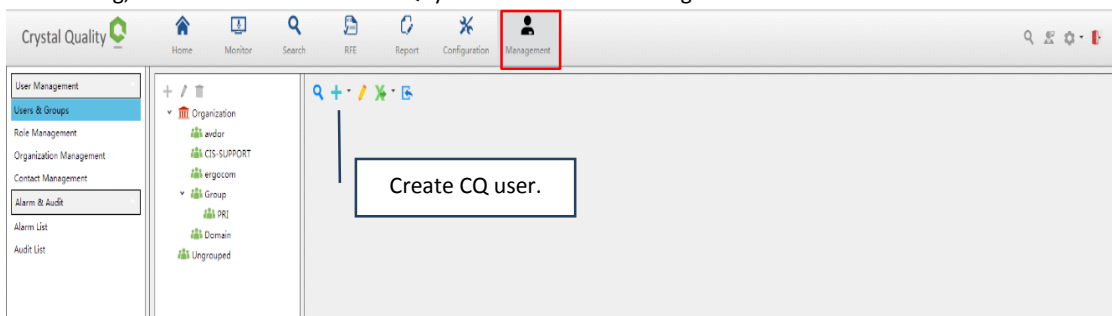 Crystal Quality
Home Monitor Search RFE Report Configuration Management
User Management
Users & Groups
Role Management
Organization Management
Contact Management
Alarm & Audit
Alarm List
Audit List
Organization
avdor
CIS-SUPPORT
ergocom
Group
PRI
Domain
Ungrouped
Create CQ user.